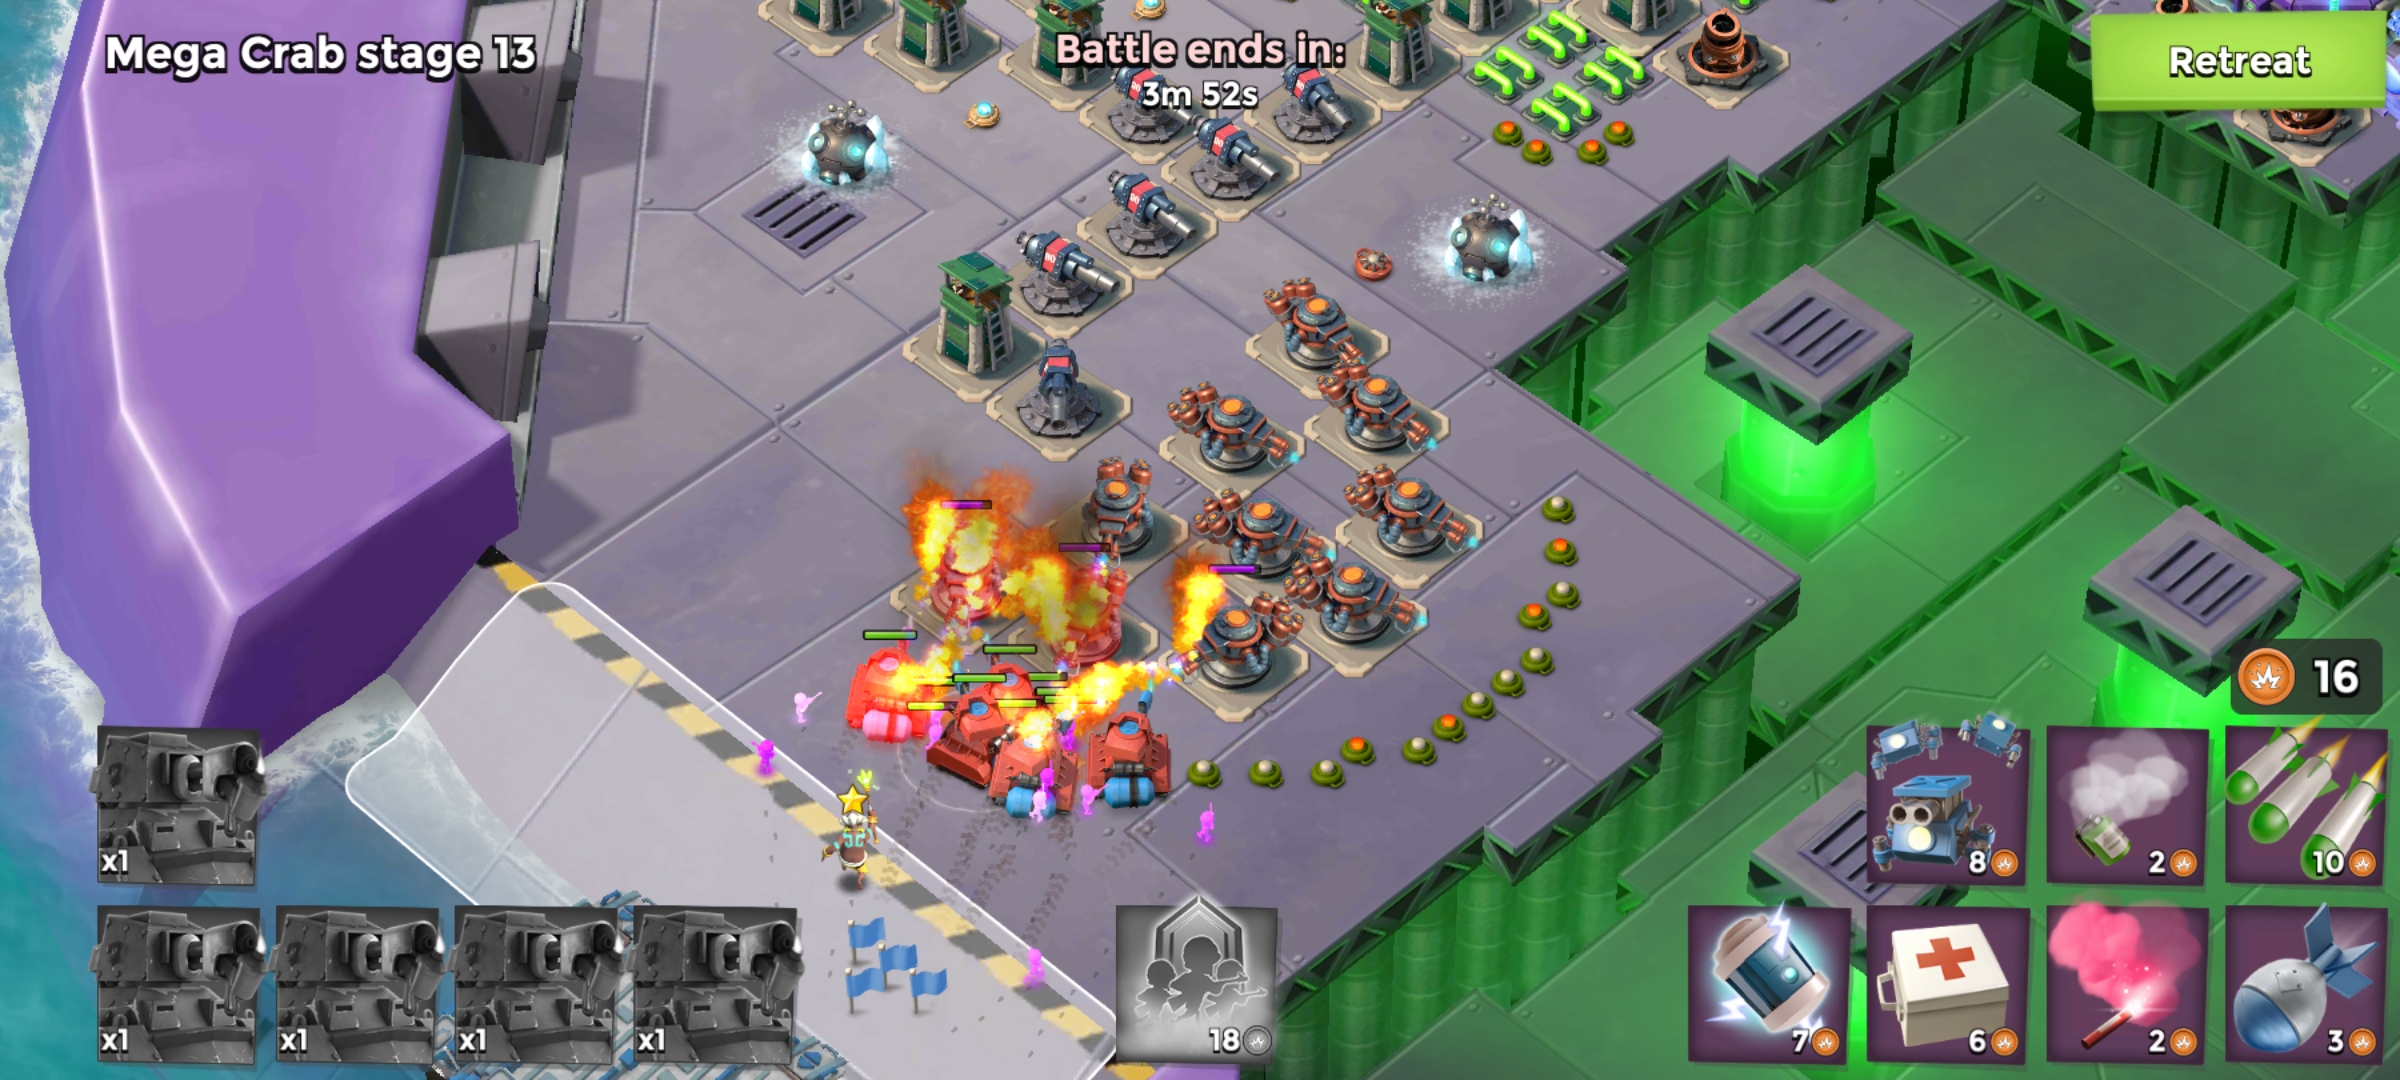 Mega Crab stage 13
Battle ends in:
3m 52s
Retreat
16
8
2
10
x1
x1
x1
x1
x1
18
7
6
2
3